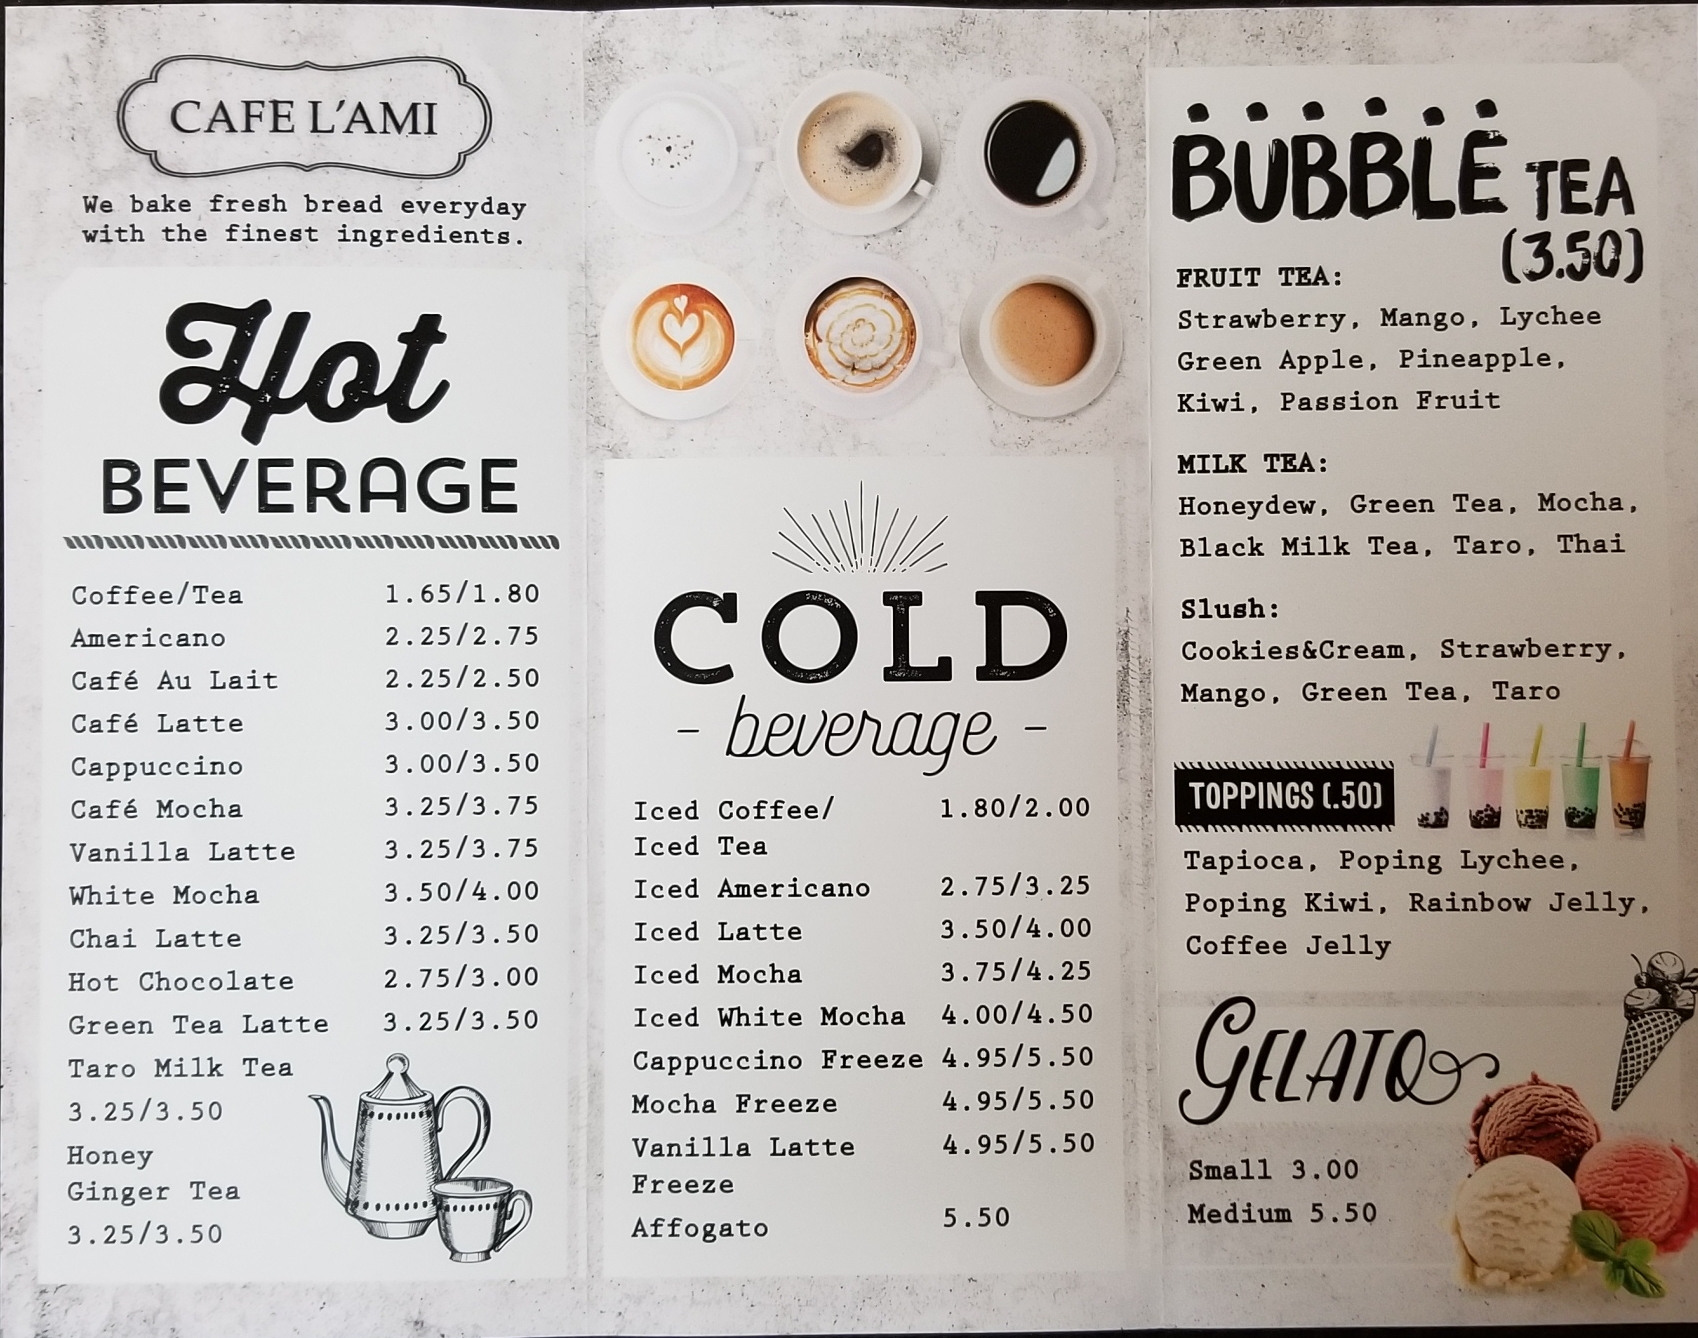 CAFE L'AMI
We bake fresh bread everyday
with the finest ingredients.
Hot
BEVERAGE
Coffee/Tea 1.65/1.80
Americano 2.25/2.75
Café Au Lait 2.25/2.50
Café Latte 3.00/3.50
Cappuccino 3.00/3.50
Café Mocha 3.25/3.75
Vanilla Latte 3.25/3.75
White Mocha 3.50/4.00
Chai Latte 3.25/3.50
Hot Chocolate 2.75/3.00
Green Tea Latte 3.25/3.50
Taro Milk Tea
3.25/3.50
Honey
Ginger Tea
3.25/3.50
COLD
- beverage -
Iced Coffee/ 1.80/2.00
Iced Tea
Iced Americano 2.75/3.25
Iced Latte 3.50/4.00
Iced Mocha 3.75/4.25
Iced White Mocha 4.00/4.50
Cappuccino Freeze 4.95/5.50
Mocha Freeze 4.95/5.50
Vanilla Latte 4.95/5.50
Freeze
Affogato 5.50
BUBBLE TEA
(3.50)
FRUIT TEA:
Strawberry, Mango, Lychee
Green Apple, Pineapple,
Kiwi, Passion Fruit
MILK TEA:
Honeydew, Green Tea, Mocha,
Black Milk Tea, Taro, Thai
Slush:
Cookies&Cream, Strawberry,
Mango, Green Tea, Taro
TOPPINGS (.50)
Tapioca, Poping Lychee,
Poping Kiwi, Rainbow Jelly,
Coffee Jelly
GELATO
Small 3.00
Medium 5.50